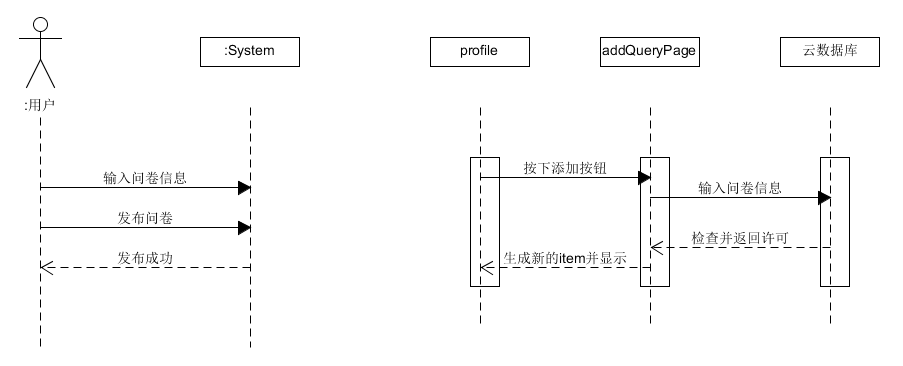 :用户
:System
profile
addQueryPage
云数据库
输入问卷信息
发布问卷
发布成功
按下添加按钮
输入问卷信息
检查并返回许可
生成新的item并显示